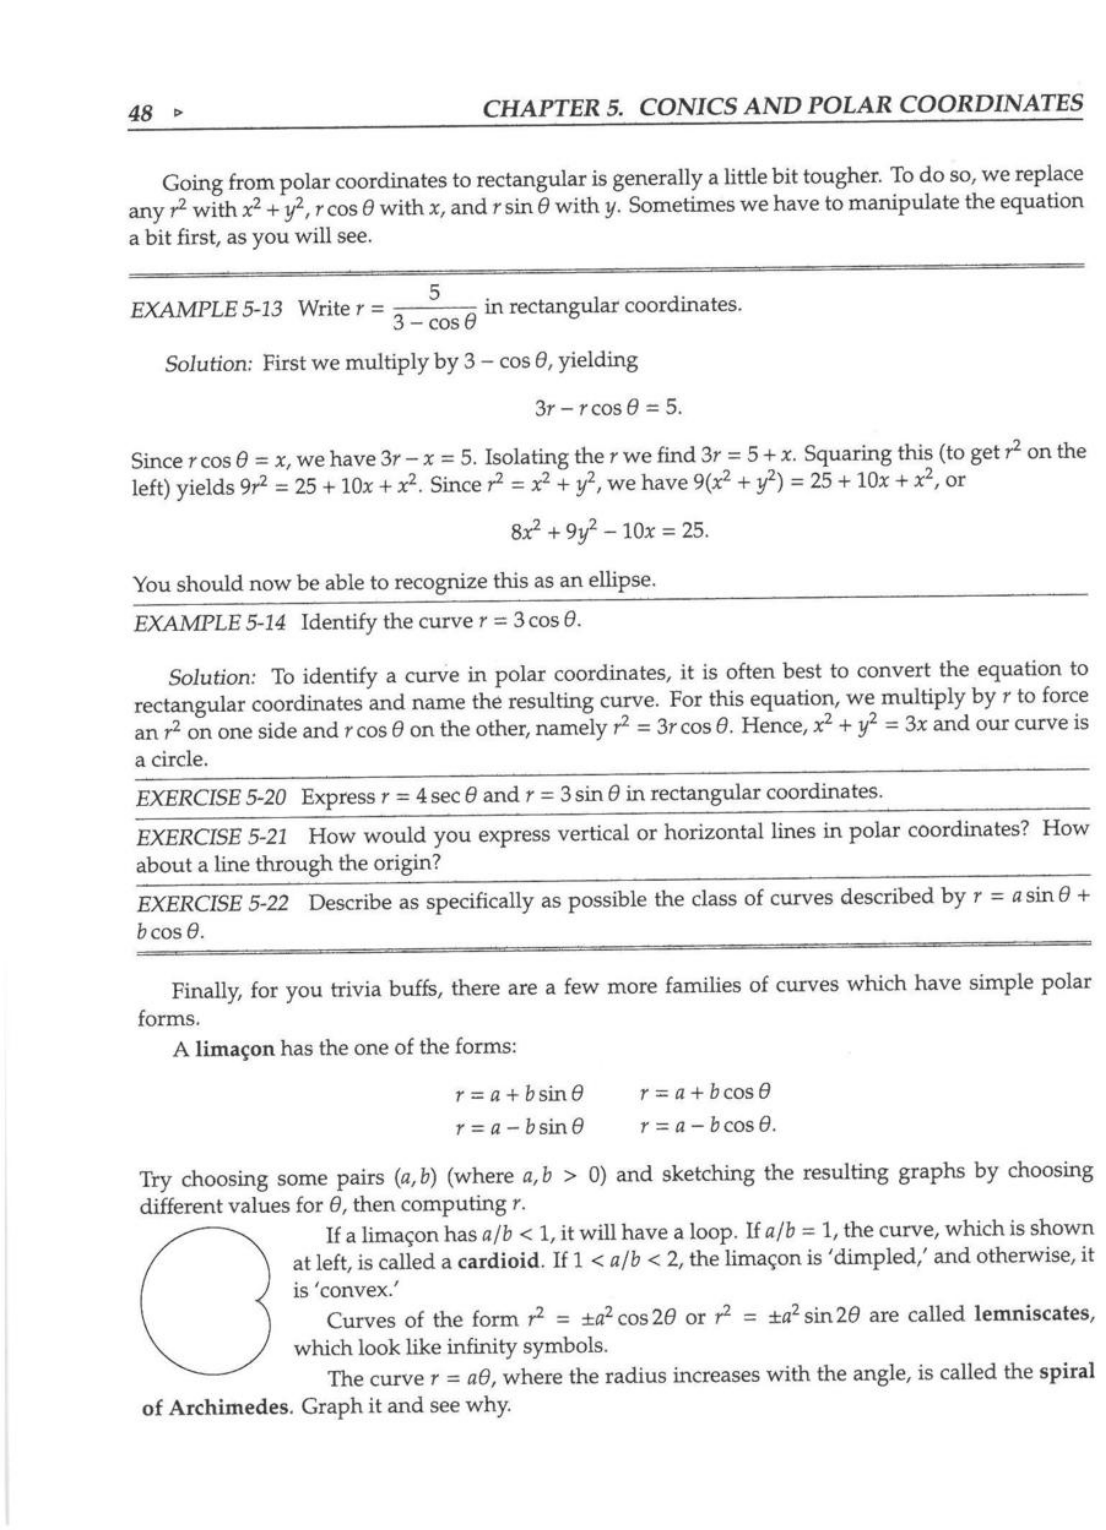 48 ▹ CHAPTER 5. CONICS AND POLAR COORDINATES
Going from polar coordinates to rectangular is generally a little bit tougher. To do so, we replace
any r² with x² + y², r cos θ with x, and r sin θ with y. Sometimes we have to manipulate the equation
a bit first, as you will see.
EXAMPLE 5-13 Write r = 5 / (3 − cos θ) in rectangular coordinates.
Solution: First we multiply by 3 − cos θ, yielding
3r − r cos θ = 5.
Since r cos θ = x, we have 3r − x = 5. Isolating the r we find 3r = 5 + x. Squaring this (to get r² on the
left) yields 9r² = 25 + 10x + x². Since r² = x² + y², we have 9(x² + y²) = 25 + 10x + x², or
8x² + 9y² − 10x = 25.
You should now be able to recognize this as an ellipse.
EXAMPLE 5-14 Identify the curve r = 3 cos θ.
Solution: To identify a curve in polar coordinates, it is often best to convert the equation to
rectangular coordinates and name the resulting curve. For this equation, we multiply by r to force
an r² on one side and r cos θ on the other, namely r² = 3r cos θ. Hence, x² + y² = 3x and our curve is
a circle.
EXERCISE 5-20 Express r = 4 sec θ and r = 3 sin θ in rectangular coordinates.
EXERCISE 5-21 How would you express vertical or horizontal lines in polar coordinates? How
about a line through the origin?
EXERCISE 5-22 Describe as specifically as possible the class of curves described by r = a sin θ +
b cos θ.
Finally, for you trivia buffs, there are a few more families of curves which have simple polar
forms.
A limaçon has the one of the forms:
r = a + b sin θ r = a + b cos θ
r = a − b sin θ r = a − b cos θ.
Try choosing some pairs (a, b) (where a, b > 0) and sketching the resulting graphs by choosing
different values for θ, then computing r.
If a limaçon has a/b < 1, it will have a loop. If a/b = 1, the curve, which is shown
at left, is called a cardioid. If 1 < a/b < 2, the limaçon is 'dimpled,' and otherwise, it
is 'convex.'
Curves of the form r² = ±a² cos 2θ or r² = ±a² sin 2θ are called lemniscates,
which look like infinity symbols.
The curve r = aθ, where the radius increases with the angle, is called the spiral
of Archimedes. Graph it and see why.